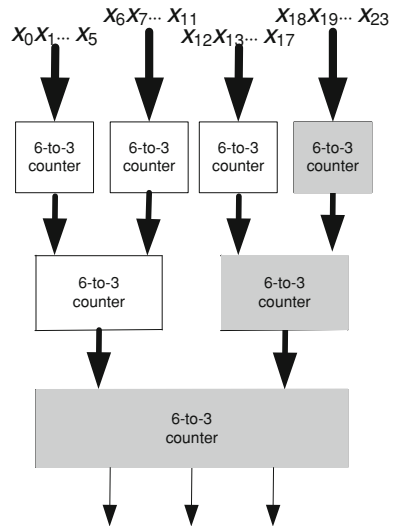 x₀x₁... x₅
x₆x₇... x₁₁
x₁₂x₁₃... x₁₇
x₁₈x₁₉... x₂₃
6-to-3
counter
6-to-3
counter
6-to-3
counter
6-to-3
counter
6-to-3
counter
6-to-3
counter
6-to-3
counter